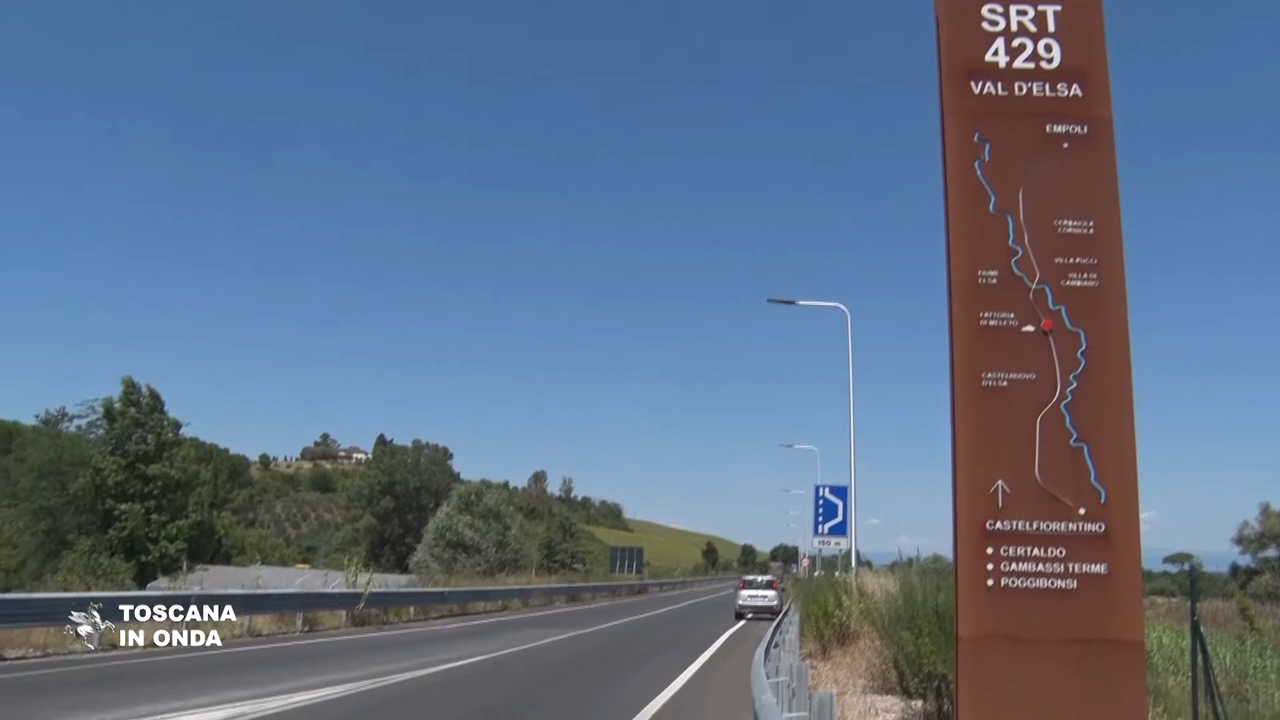 SRT
429
VAL D'ELSA
EMPOLI
CERBAIOLA
CORNIOLA
VILLA PUCCI
FIUME
ELSA
VILLA DI
CAMBIANO
FATTORIA
DI MELETO
CASTELNUOVO
D'ELSA
150 m
CASTELFIORENTINO
CERTALDO
GAMBASSI TERME
POGGIBONSI
TOSCANA
IN ONDA